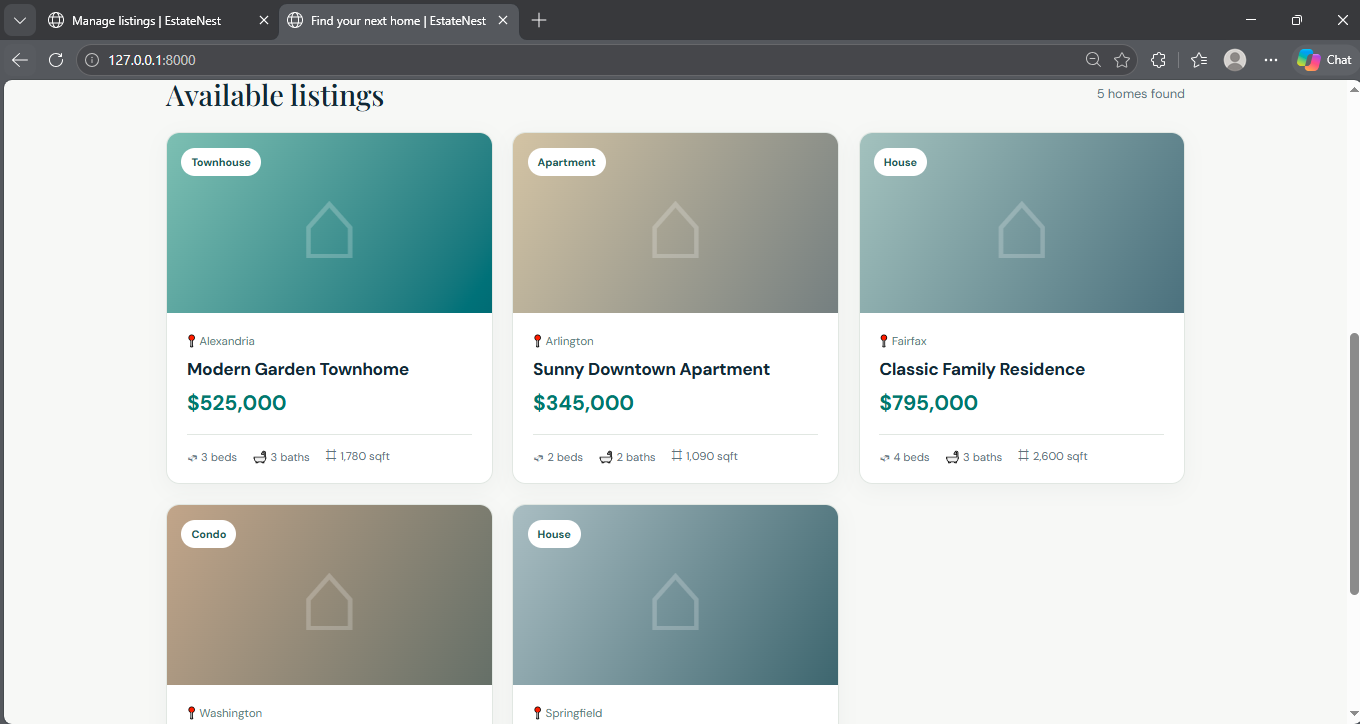 Manage listings | EstateNest
Find your next home | EstateNest
127.0.0.1:8000
Chat
Available listings
5 homes found
Townhouse
Alexandria
Modern Garden Townhome
$525,000
3 beds 3 baths 1,780 sqft
Apartment
Arlington
Sunny Downtown Apartment
$345,000
2 beds 2 baths 1,090 sqft
House
Fairfax
Classic Family Residence
$795,000
4 beds 3 baths 2,600 sqft
Condo
Washington
House
Springfield